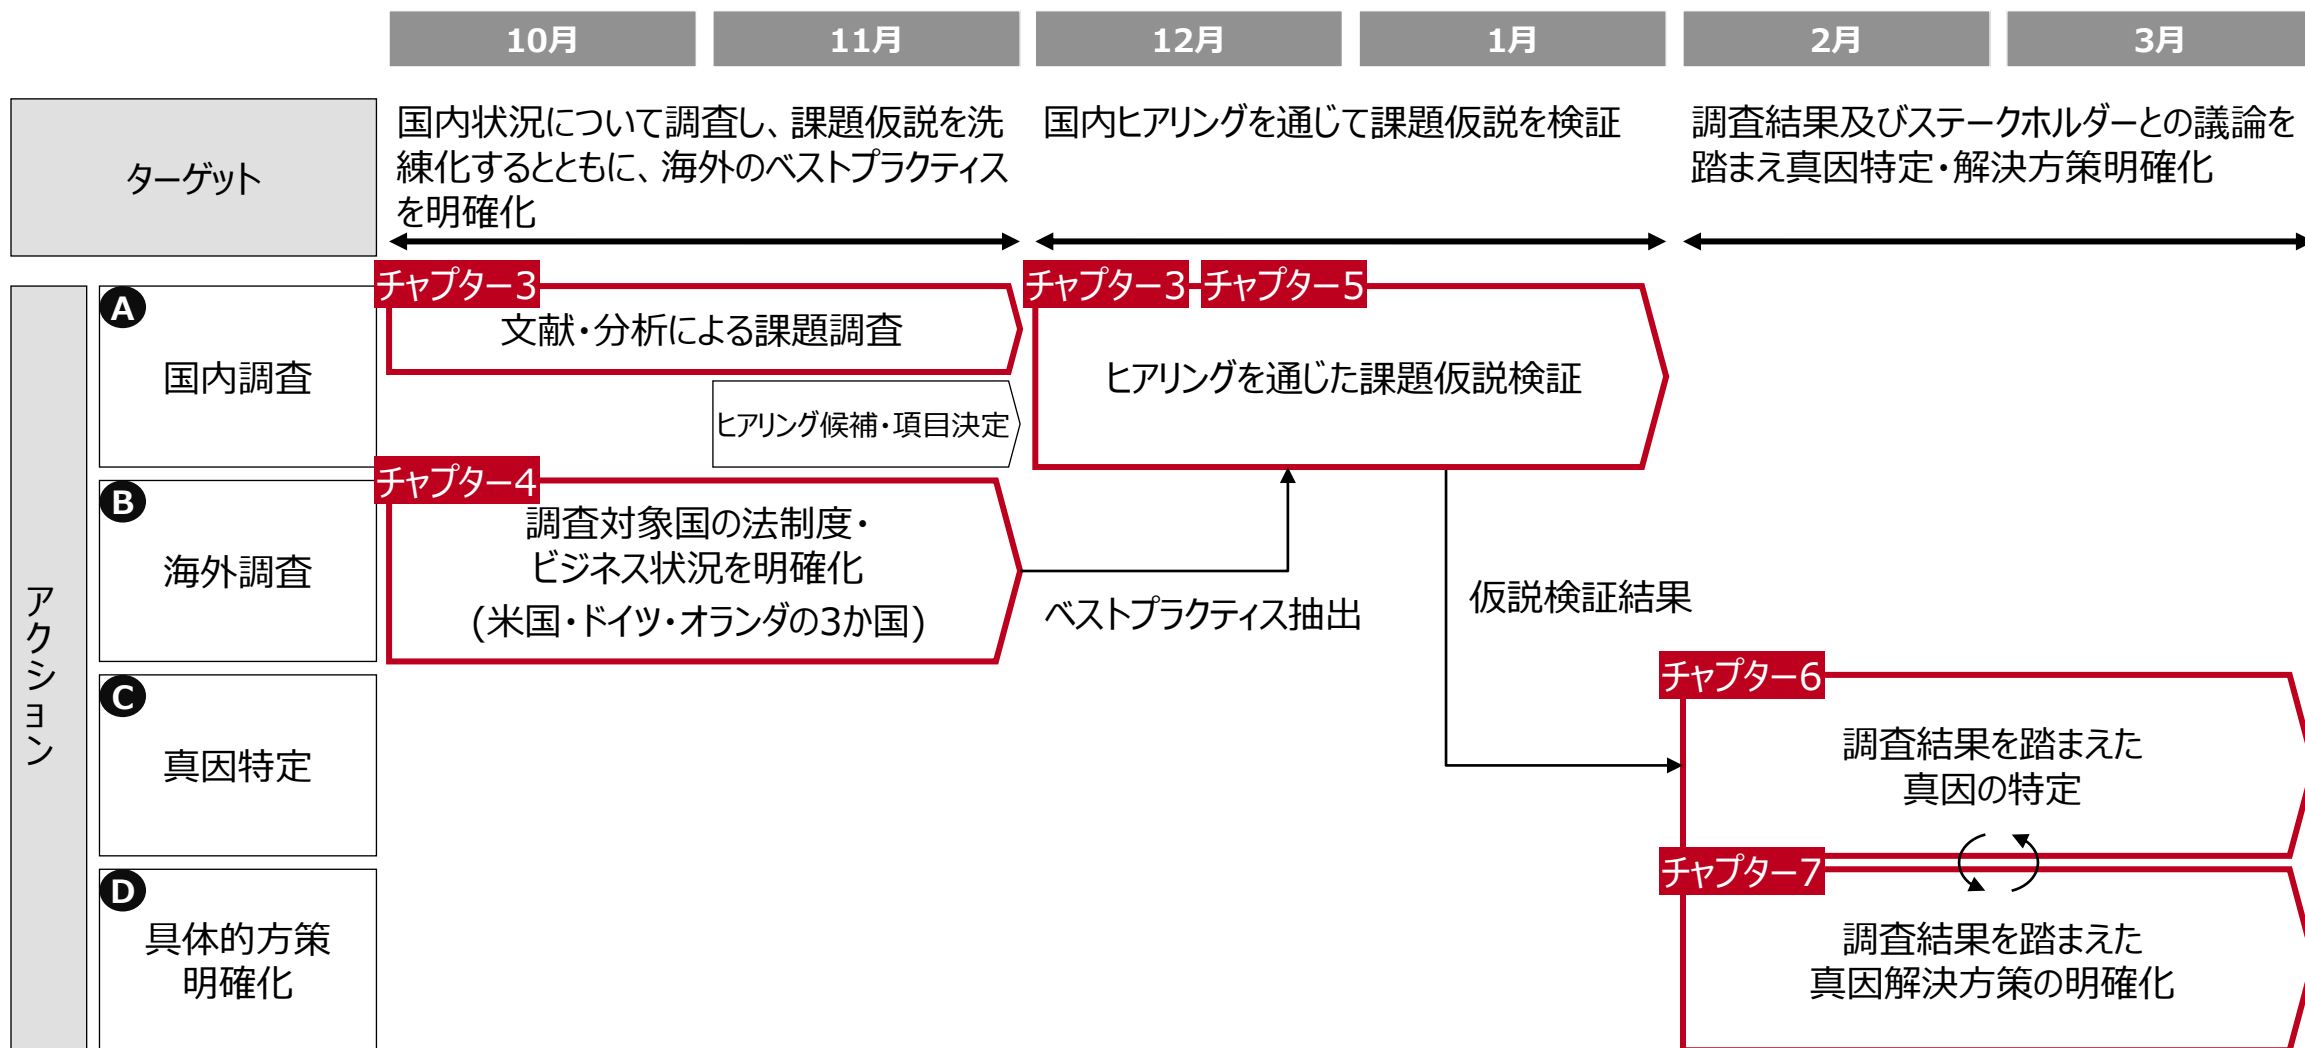 10月
11月
12月
1月
2月
3月
ターゲット
国内状況について調査し、課題仮説を洗
練化するとともに、海外のベストプラクティス
を明確化
国内ヒアリングを通じて課題仮説を検証
調査結果及びステークホルダーとの議論を
踏まえ真因特定・解決方策明確化
アクション
A
国内調査
チャプター3
文献・分析による課題調査
ヒアリング候補・項目決定
チャプター3
チャプター5
ヒアリングを通じた課題仮説検証
B
海外調査
チャプター4
調査対象国の法制度・
ビジネス状況を明確化
(米国・ドイツ・オランダの3か国)
ベストプラクティス抽出
仮説検証結果
C
真因特定
チャプター6
調査結果を踏まえた
真因の特定
D
具体的方策
明確化
チャプター7
調査結果を踏まえた
真因解決方策の明確化